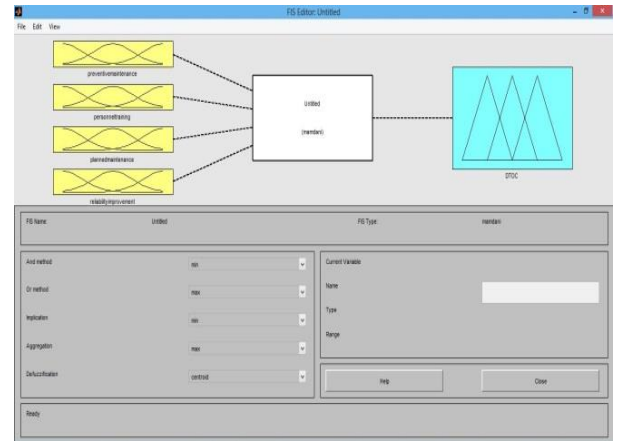 FIS Editor: Untitled
File Edit View
preventivemaintenance
personneltraining
plannedmaintenance
reliabilityimprovement
Untitled
(mamdani)
DTOC
FIS Name: Untitled FIS Type: mamdani
And method min
Or method max
Implication min
Aggregation max
Defuzzification centroid
Current Variable
Name
Type
Range
Help Close
Ready